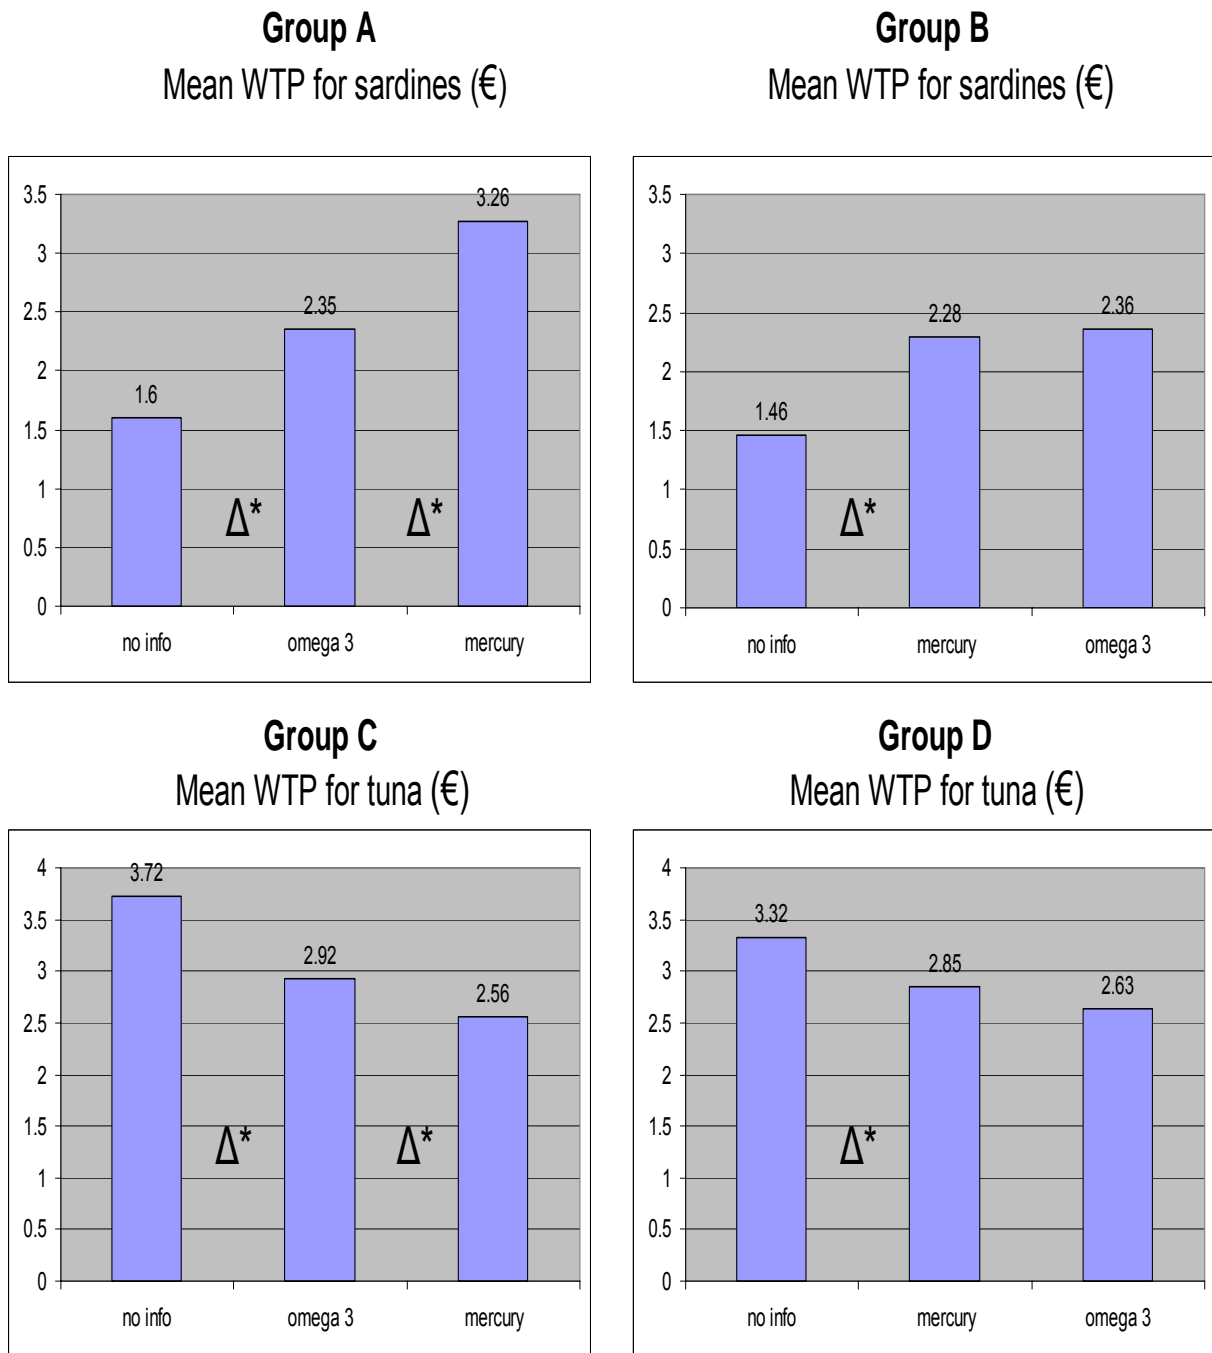 Group A
Mean WTP for sardines (€)
3.5
3
2.5
2
1.5
1
0.5
0
1.6
2.35
3.26
Δ*
Δ*
no info
omega 3
mercury
Group B
Mean WTP for sardines (€)
3.5
3
2.5
2
1.5
1
0.5
0
1.46
2.28
2.36
Δ*
no info
mercury
omega 3
Group C
Mean WTP for tuna (€)
4
3.5
3
2.5
2
1.5
1
0.5
0
3.72
2.92
2.56
Δ*
Δ*
no info
omega 3
mercury
Group D
Mean WTP for tuna (€)
4
3.5
3
2.5
2
1.5
1
0.5
0
3.32
2.85
2.63
Δ*
no info
mercury
omega 3